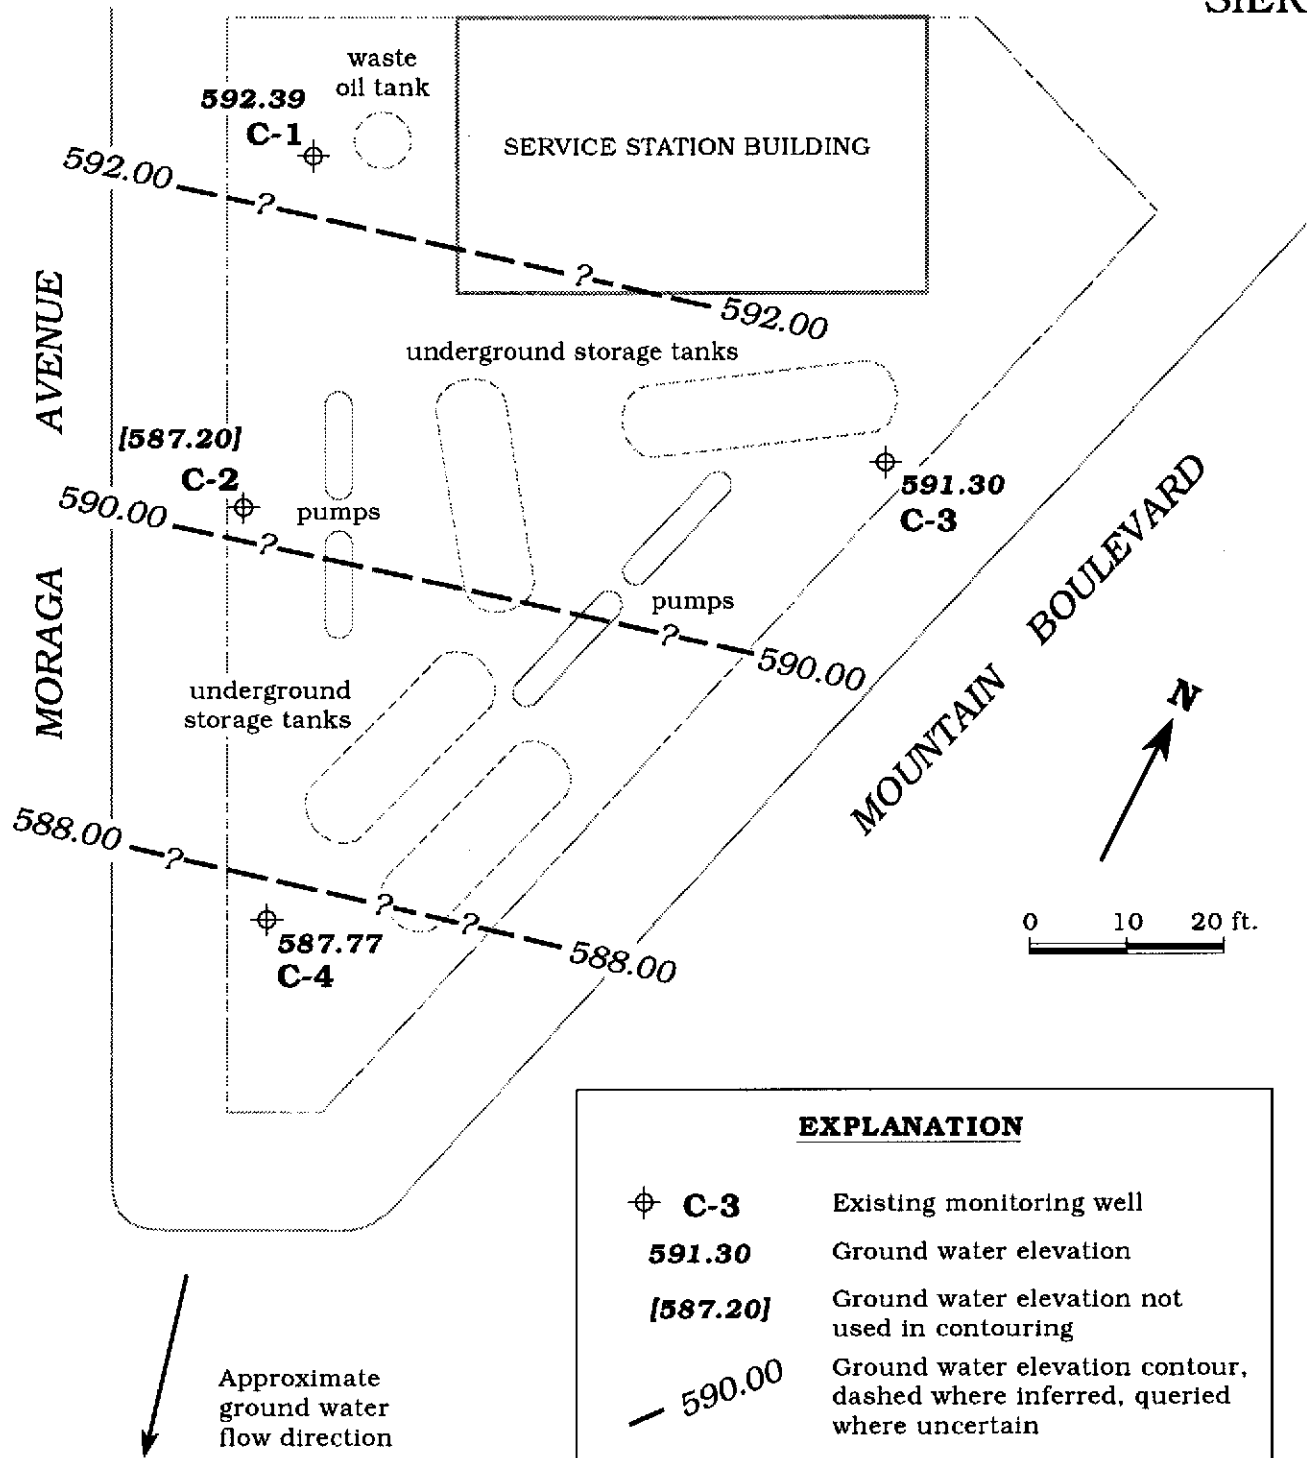 waste
oil tank
592.39
C-1
SERVICE STATION BUILDING
592.00
?
?
592.00
underground storage tanks
MORAGA AVENUE
[587.20]
C-2
590.00
?
pumps
591.30
C-3
pumps
?
590.00
MOUNTAIN BOULEVARD
N
underground
storage tanks
588.00
?
?
?
588.00
587.77
C-4
0 10 20 ft.
EXPLANATION
C-3 Existing monitoring well
591.30 Ground water elevation
[587.20] Ground water elevation not
used in contouring
590.00 Ground water elevation contour,
dashed where inferred, queried
where uncertain
Approximate
ground water
flow direction